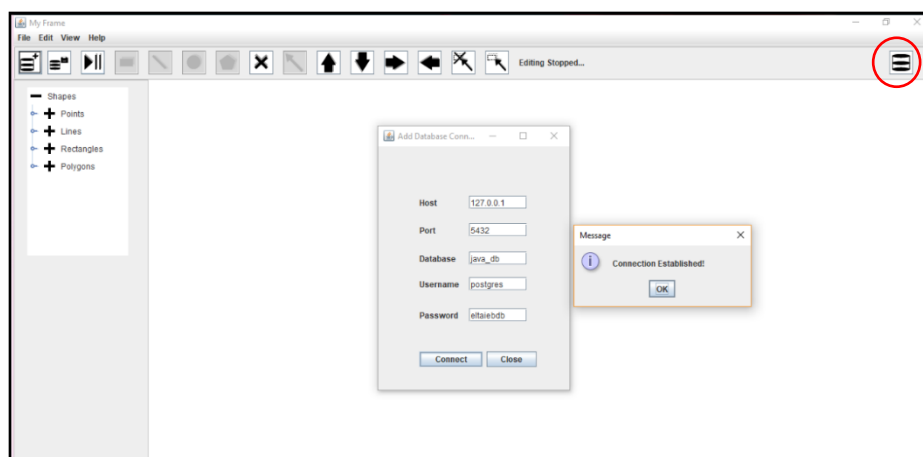 My Frame
File Edit View Help
Editing Stopped...
Shapes
Points
Lines
Rectangles
Polygons
Add Database Conn...
Host 127.0.0.1
Port 5432
Database java_db
Username postgres
Password eltaiebdb
Connect Close
Message
Connection Established!
OK